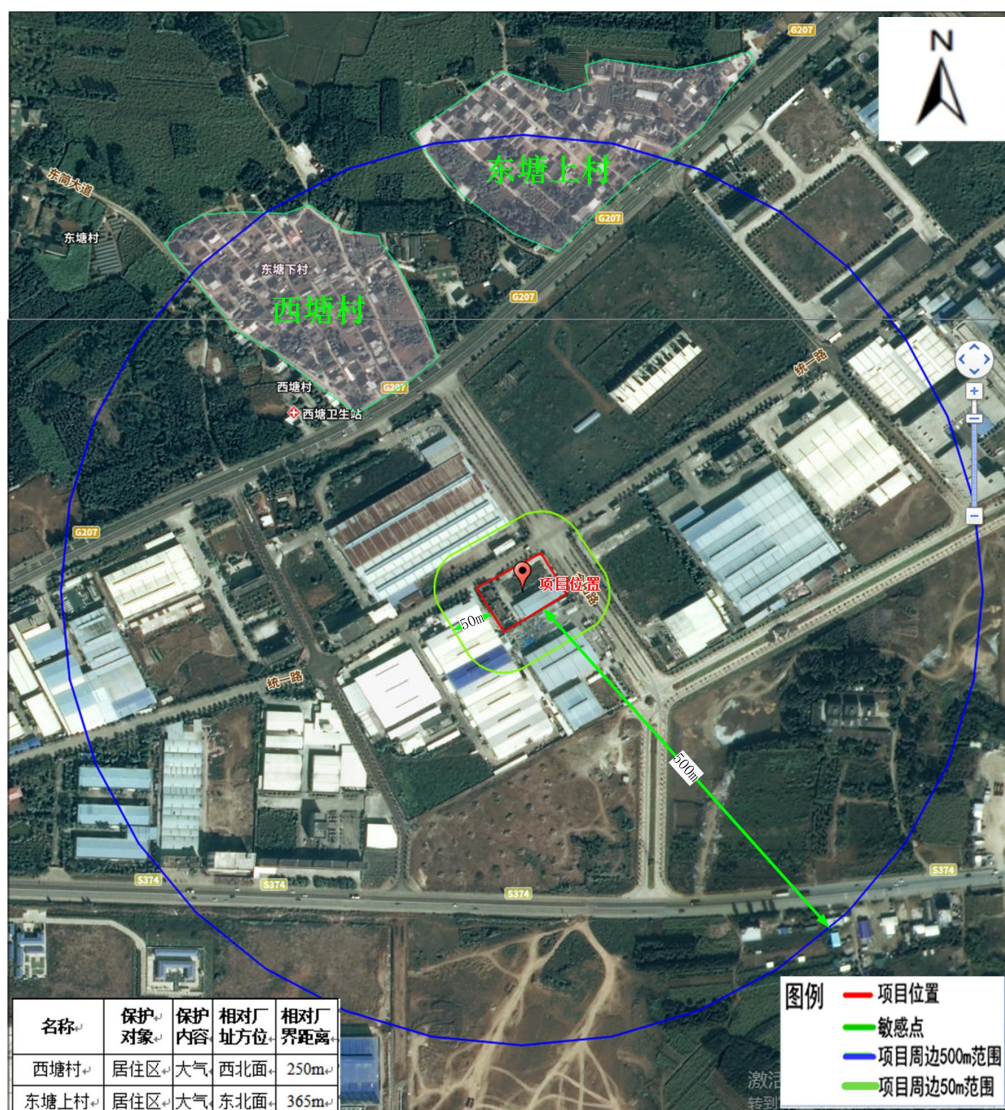 G207
N
东塘上村
东简大道
G207
东塘村
东塘下村
G207
西塘村
统一路
西塘村
G207
西塘卫生站
G207
项目位置
路
50m
统一路
500m
S374
S374
S374
S374
图例
项目位置
敏感点
项目周边500m范围
项目周边50m范围
名称 保护对象 保护内容 相对厂址方位 相对厂界距离
西塘村 居住区 大气 西北面 250m
东塘上村 居住区 大气 东北面 365m
激活
转到